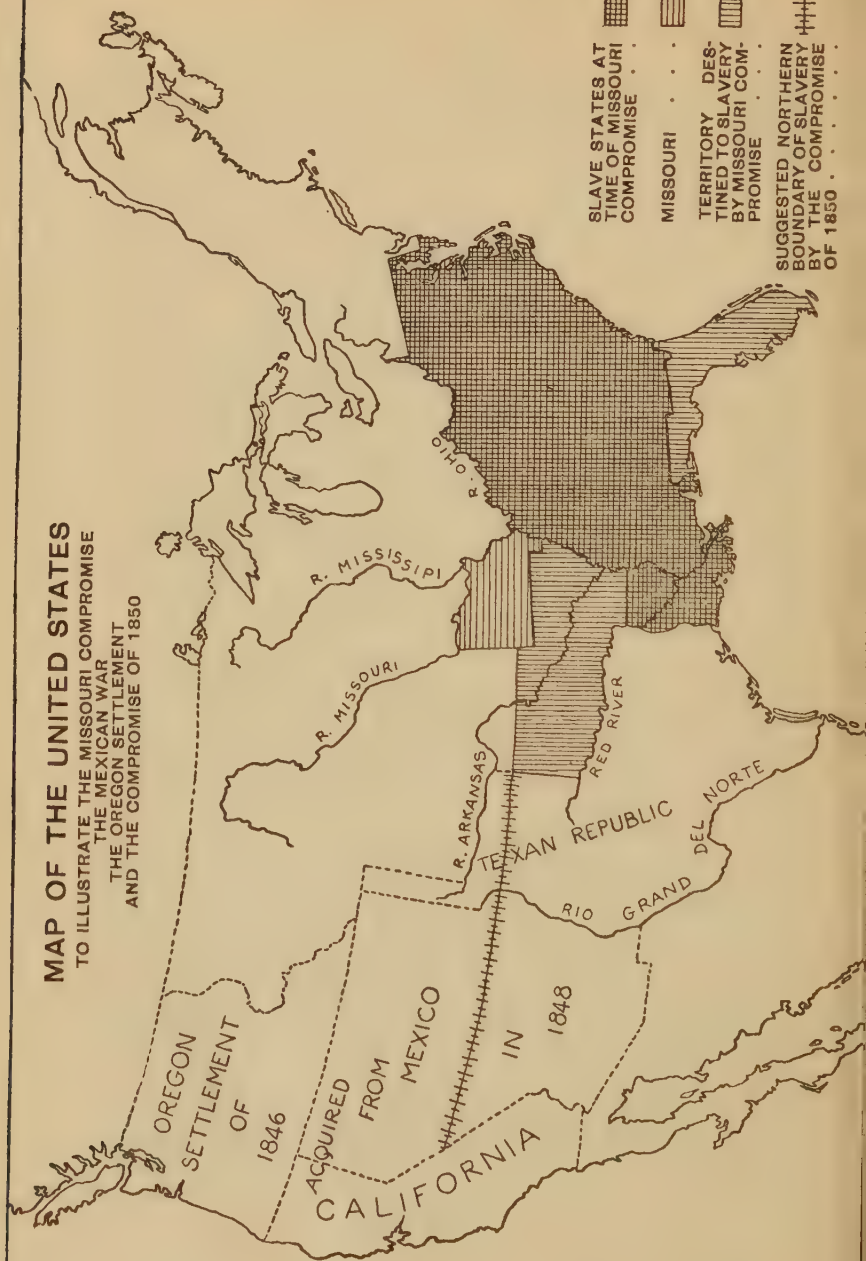 MAP OF THE UNITED STATES
TO ILLUSTRATE THE MISSOURI COMPROMISE
THE MEXICAN WAR
THE OREGON SETTLEMENT
AND THE COMPROMISE OF 1850
OREGON
SETTLEMENT
OF
1846
ACQUIRED
FROM MEXICO
IN
1848
CALIFORNIA
R. MISSOURI
R. MISSISSIPI
R. OHIO
R. ARKANSAS
RED RIVER
TEXAN REPUBLIC
RIO GRAND DEL NORTE
SLAVE STATES AT
TIME OF MISSOURI
COMPROMISE . .
MISSOURI . . .
TERRITORY DES-
TINED TO SLAVERY
BY MISSOURI COM-
PROMISE . . . .
SUGGESTED NORTHERN
BOUNDARY OF SLAVERY
BY THE COMPROMISE
OF 1850 . . . . . .